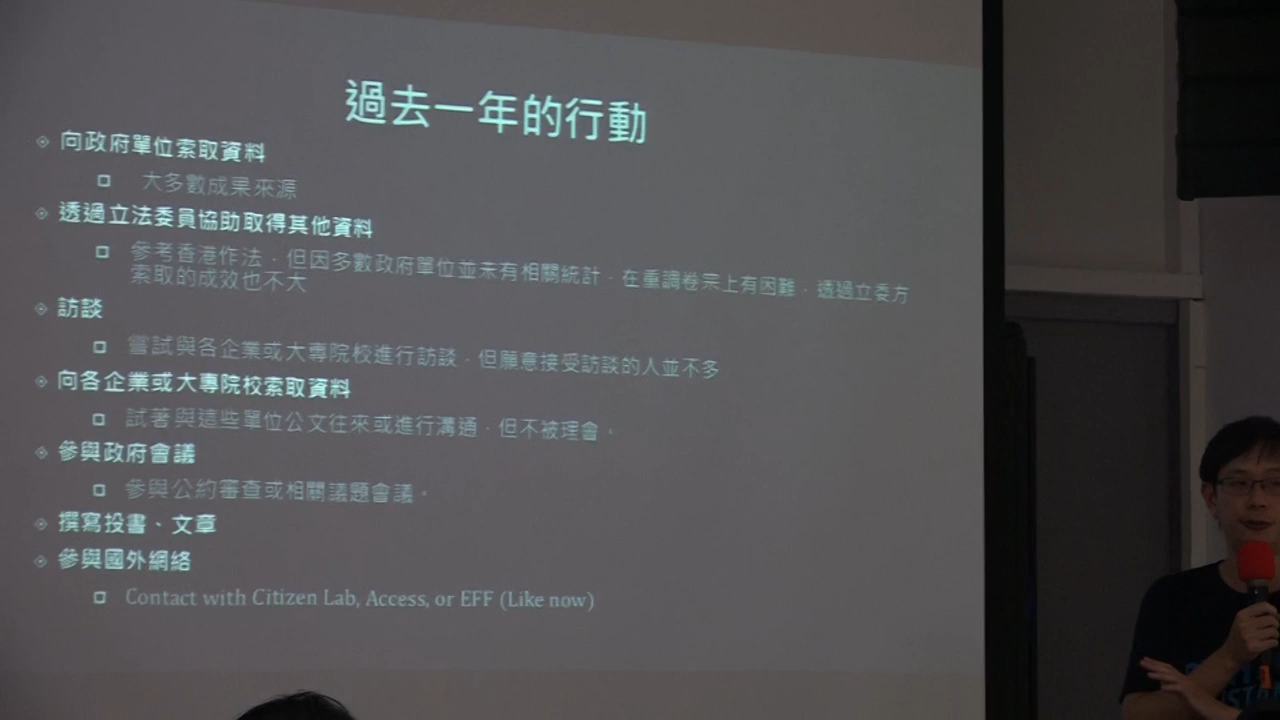 過去一年的行動
向政府單位索取資料
大多數成果來源
透過立法委員協助取得其他資料
參考香港作法，但因多數政府單位並未有相關統計，在重調卷宗上有困難，透過立委方
索取的成效也不大
訪談
嘗試與各企業或大專院校進行訪談，但願意接受訪談的人並不多
向各企業或大專院校索取資料
試著與這些單位公文往來或進行溝通，但不被理會。
參與政府會議
參與公約審查或相關議題會議。
撰寫投書、文章
參與國外網絡
Contact with Citizen Lab, Access, or EFF (Like now)